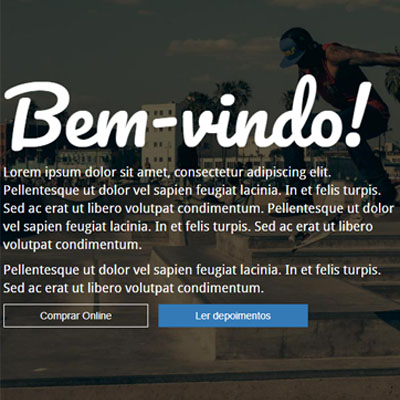 Bem-vindo!
Lorem ipsum dolor sit amet, consectetur adipiscing elit.
Pellentesque ut dolor vel sapien feugiat lacinia. In et felis turpis.
Sed ac erat ut libero volutpat condimentum. Pellentesque ut dolor
vel sapien feugiat lacinia. In et felis turpis. Sed ac erat ut libero
volutpat condimentum.
Pellentesque ut dolor vel sapien feugiat lacinia. In et felis turpis.
Sed ac erat ut libero volutpat condimentum.
Comprar Online
Ler depoimentos